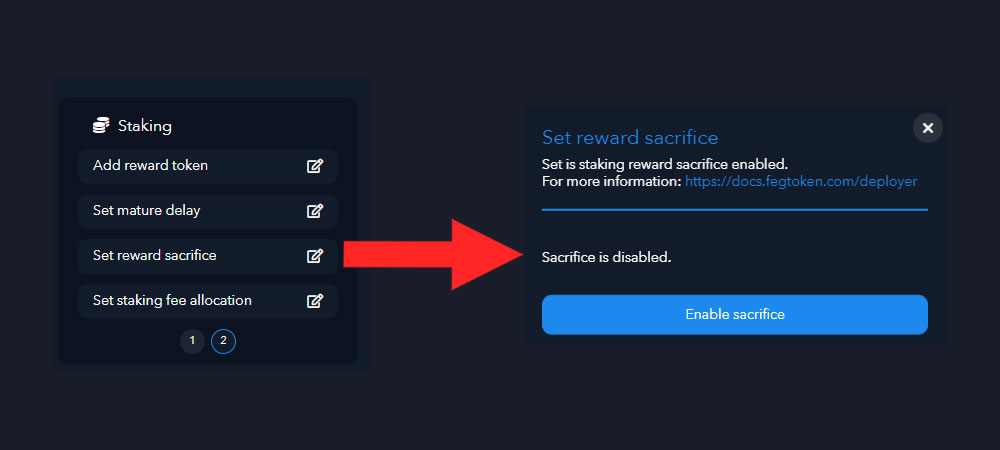 Staking
Add reward token
Set mature delay
Set reward sacrifice
Set staking fee allocation
1 2
Set reward sacrifice
Set is staking reward sacrifice enabled.
For more information: https://docs.fegtoken.com/deployer
Sacrifice is disabled.
Enable sacrifice